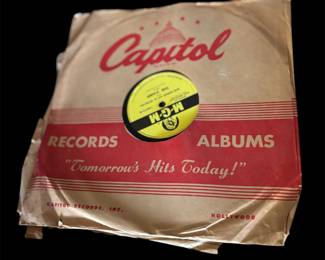 Capitol
M-G-M
RECORDS ALBUMS
"Tomorrow's Hits Today!"
CAPITOL RECORDS, INC. HOLLYWOOD